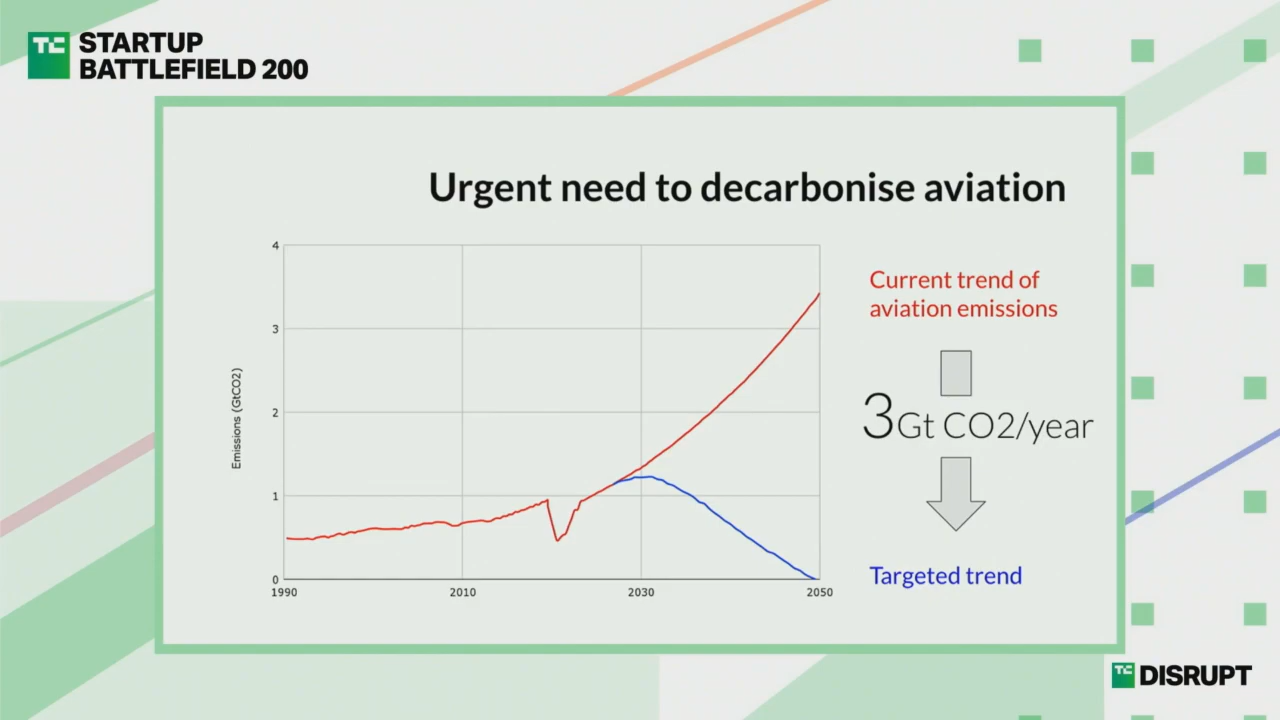 TC STARTUP
BATTLEFIELD 200
Urgent need to decarbonise aviation
4
3
2
1
0
Emissions (GtCO2)
1990
2010
2030
2050
Current trend of
aviation emissions
3Gt CO2/year
Targeted trend
TC DISRUPT